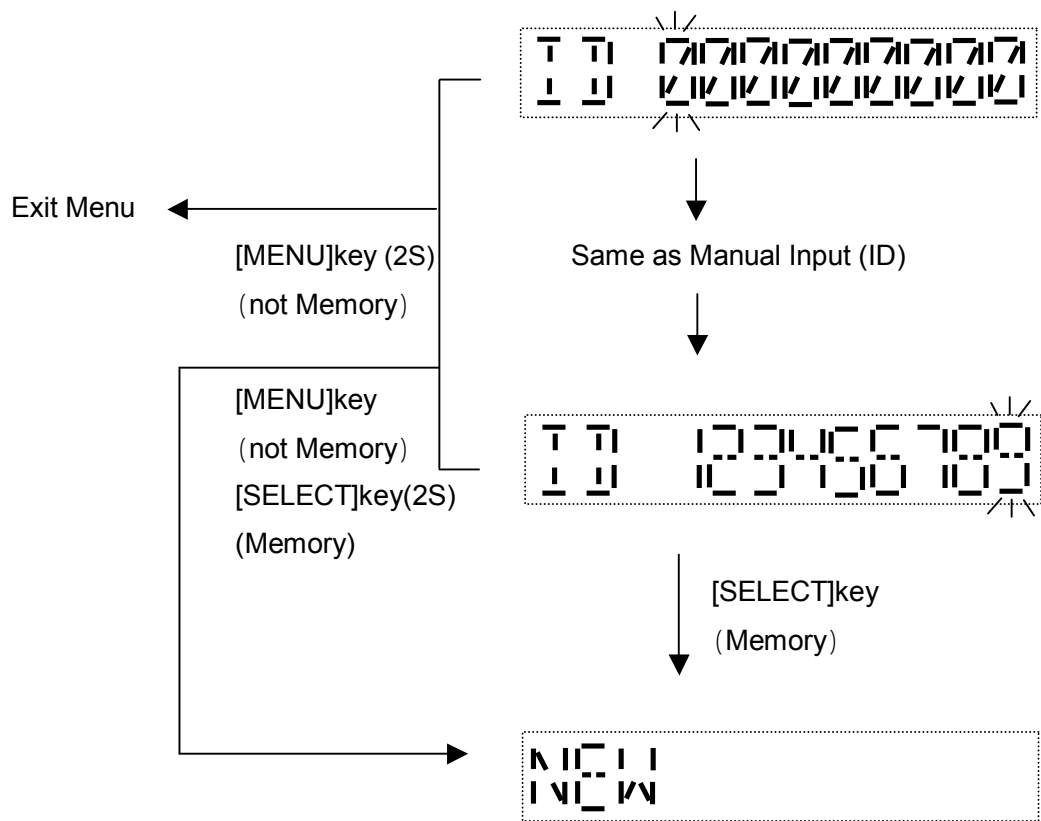 ID 000000000
Exit Menu
[MENU]key (2S)
(not Memory)
Same as Manual Input (ID)
[MENU]key
(not Memory)
[SELECT]key(2S)
(Memory)
ID 123456789
[SELECT]key
(Memory)
NEW